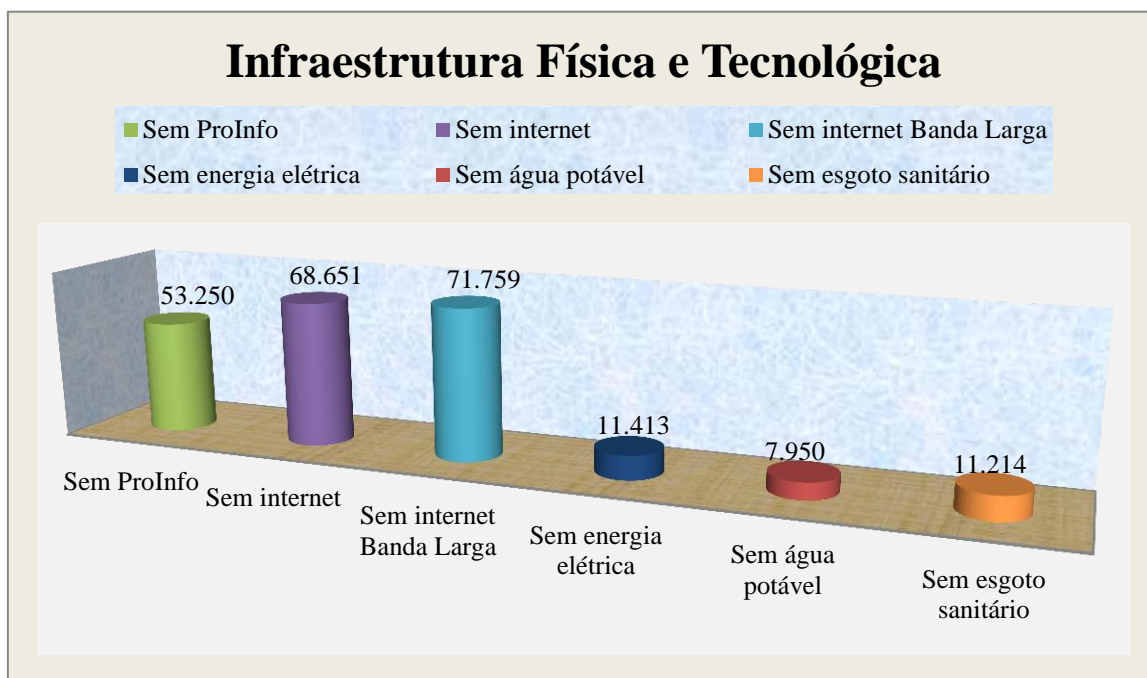 Infraestrutura Física e Tecnológica
Sem ProInfo
Sem internet
Sem internet Banda Larga
Sem energia elétrica
Sem água potável
Sem esgoto sanitário
53.250
68.651
71.759
11.413
7.950
11.214
Sem ProInfo
Sem internet
Sem internet
Banda Larga
Sem energia
elétrica
Sem água
potável
Sem esgoto
sanitário